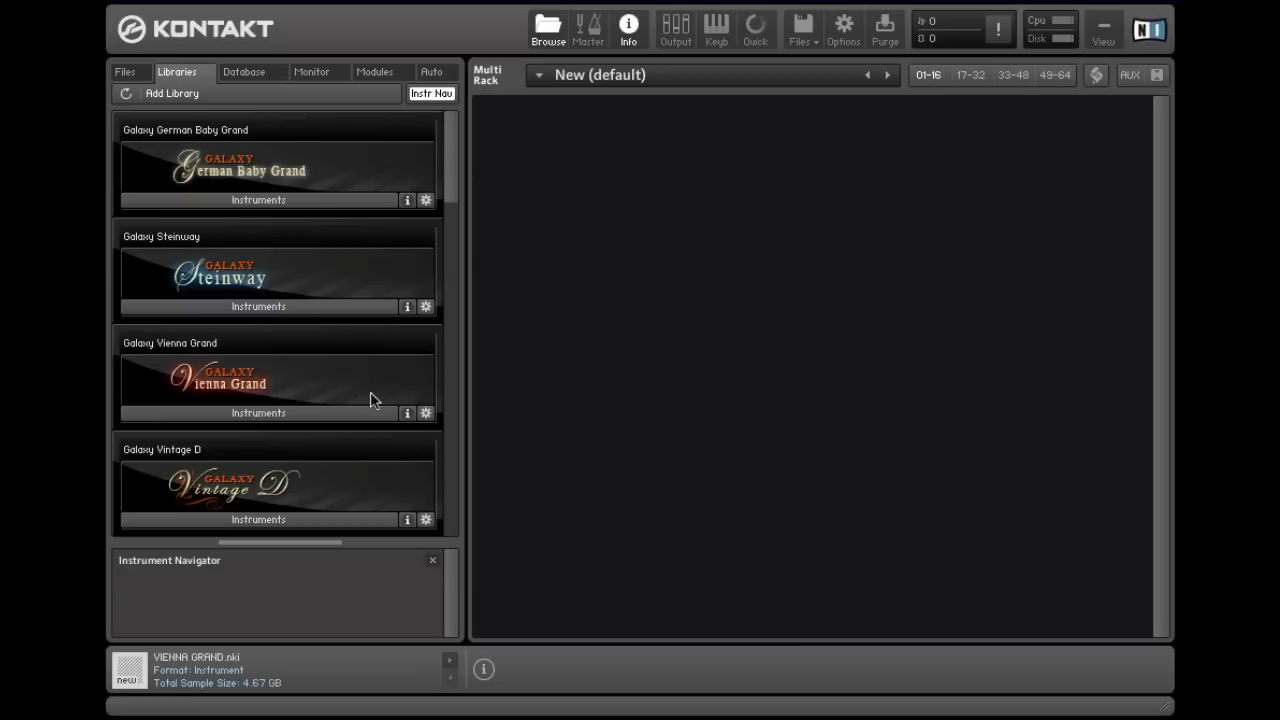 KONTAKT
Browse Master Info Output Keyb Quick Files Options Purge
0
0
!
Cpu
Disk
View
NI
Files Libraries Database Monitor Modules Auto
Add Library Instr Nav
Multi
Rack
New (default)
01-16 17-32 33-48 49-64 AUX
Galaxy German Baby Grand
GALAXY
German Baby Grand
Instruments i
Galaxy Steinway
GALAXY
Steinway
Instruments i
Galaxy Vienna Grand
GALAXY
Vienna Grand
Instruments i
Galaxy Vintage D
GALAXY
Vintage D
Instruments i
Instrument Navigator
new
VIENNA GRAND.nki
Format: Instrument
Total Sample Size: 4.67 GB